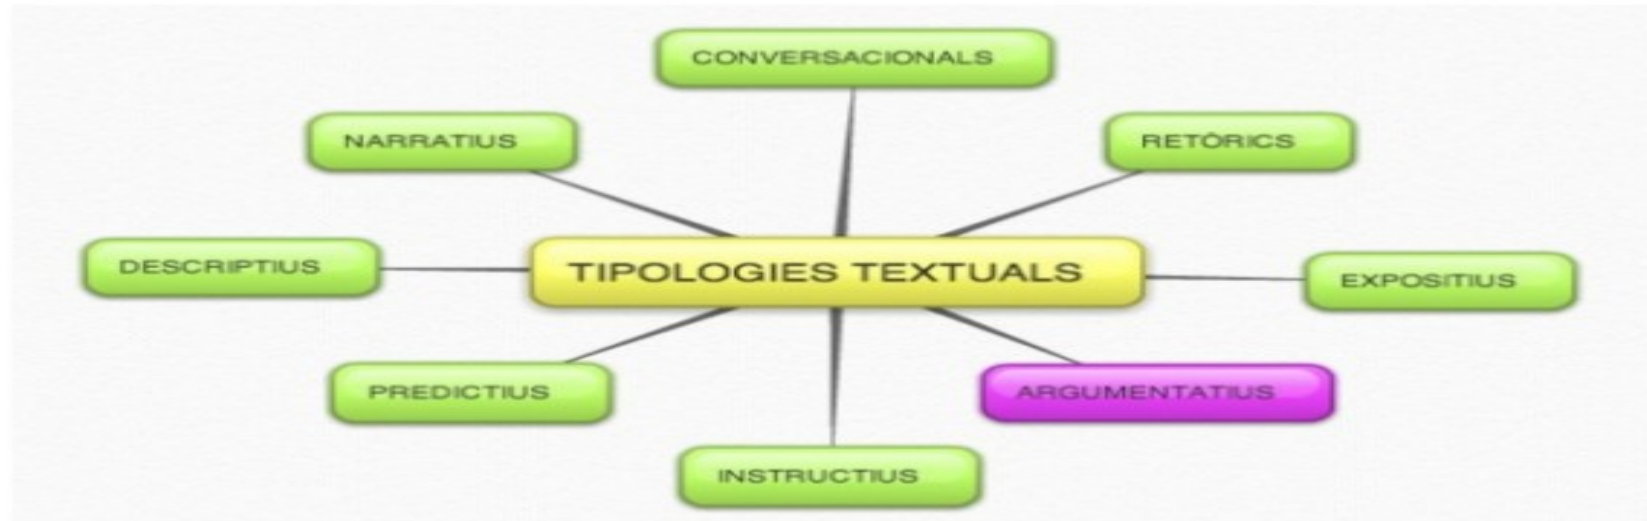 CONVERSACIONALS
NARRATIUS
RETÒRICS
DESCRIPTIUS
TIPOLOGIES TEXTUALS
EXPOSITIUS
PREDICTIUS
ARGUMENTATIUS
INSTRUCTIUS